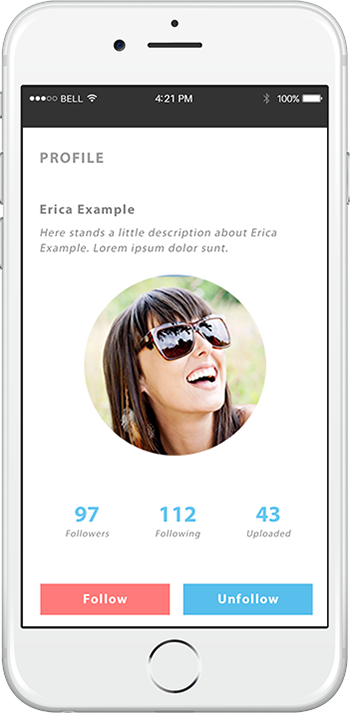 BELL 4:21 PM 100%
PROFILE
Erica Example
Here stands a little description about Erica
Example. Lorem ipsum dolor sunt.
97 112 43
Followers Following Uploaded
Follow Unfollow